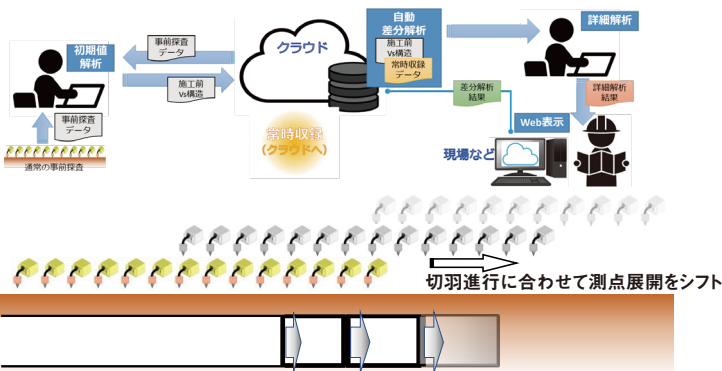 初期値
解析
事前探査
データ
施工前
Vs構造
事前探査
データ
通常の事前探査
クラウド
常時収録
(クラウドへ)
自動
差分解析
施工前
Vs構造
常時収録
データ
詳細解析
差分解析
結果
詳細解析
結果
Web表示
現場など
切羽進行に合わせて測点展開をシフト